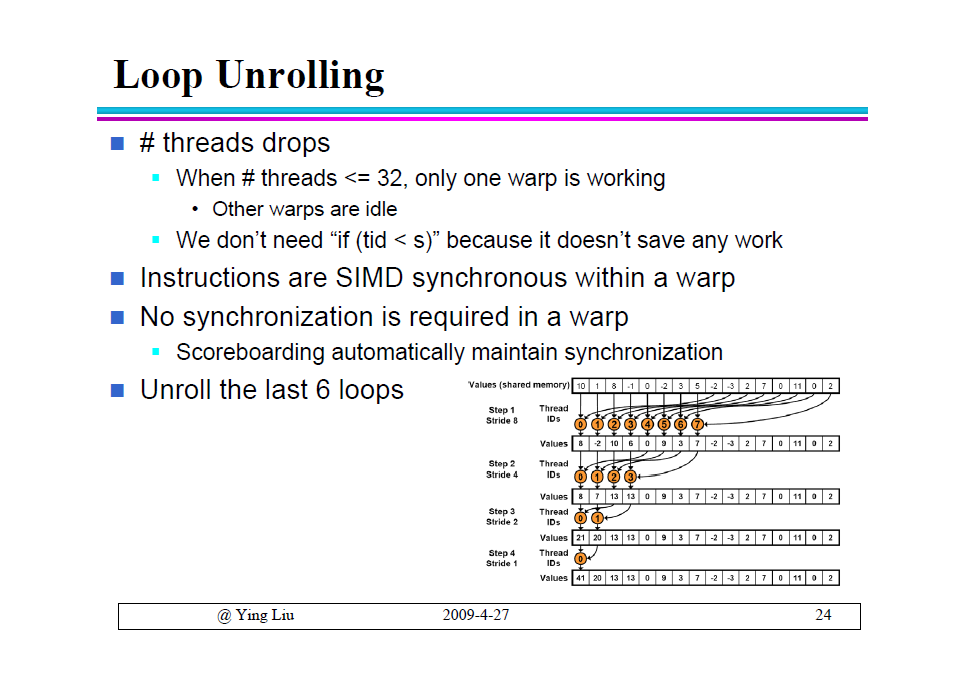 Loop Unrolling
# threads drops
When # threads <= 32, only one warp is working
• Other warps are idle
We don't need “if (tid < s)” because it doesn't save any work
Instructions are SIMD synchronous within a warp
No synchronization is required in a warp
Scoreboarding automatically maintain synchronization
Unroll the last 6 loops
Values (shared memory) 10 1 8 -1 0 -2 3 5 -2 -3 2 7 0 11 0 2
Step 1 Thread
Stride 8 IDs
0 1 2 3 4 5 6 7
Values 8 -2 10 6 0 9 3 7 -2 -3 2 7 0 11 0 2
Step 2 Thread
Stride 4 IDs
0 1 2 3
Values 8 7 13 13 0 9 3 7 -2 -3 2 7 0 11 0 2
Step 3 Thread
Stride 2 IDs
0 1
Values 21 20 13 13 0 9 3 7 -2 -3 2 7 0 11 0 2
Step 4 Thread
Stride 1 IDs
0
Values 41 20 13 13 0 9 3 7 -2 -3 2 7 0 11 0 2
@ Ying Liu 2009-4-27 24